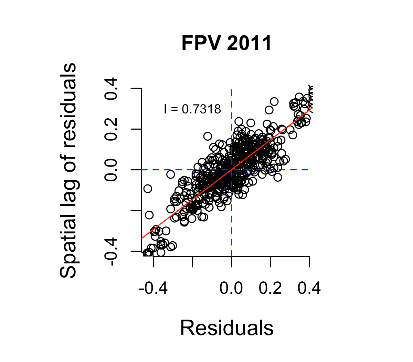 FPV 2011
I = 0.7318
Spatial lag of residuals
0.4
0.2
0.0
-0.4
-0.4
0.0
0.2
0.4
Residuals